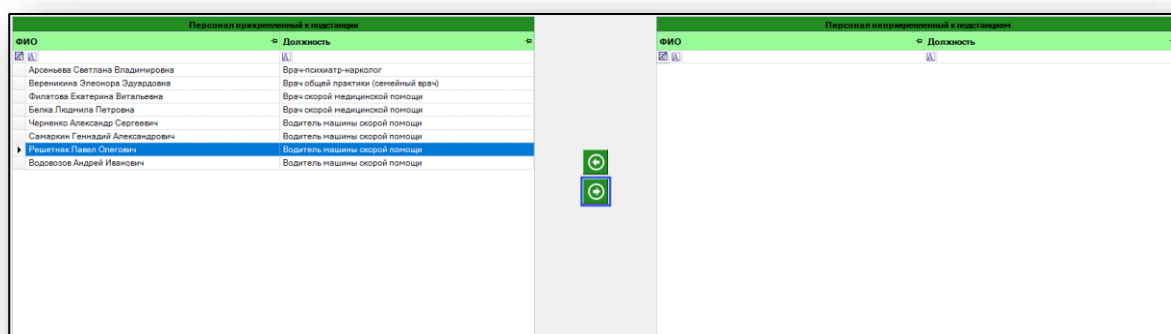 Персонал прикрепленный к подстанции
ФИО Должность
Арсеньева Светлана Владимировна Врач-психиатр-нарколог
Вереникина Элеонора Эдуардовна Врач общей практики (семейный врач)
Филатова Екатерина Витальевна Врач скорой медицинской помощи
Белка Людмила Петровна Врач скорой медицинской помощи
Черненко Александр Сергеевич Водитель машины скорой помощи
Самаркин Геннадий Александрович Водитель машины скорой помощи
Решетняк Павел Олегович Водитель машины скорой помощи
Водовозов Андрей Иванович Водитель машины скорой помощи
Персонал неприкрепленный к подстанциям
ФИО Должность